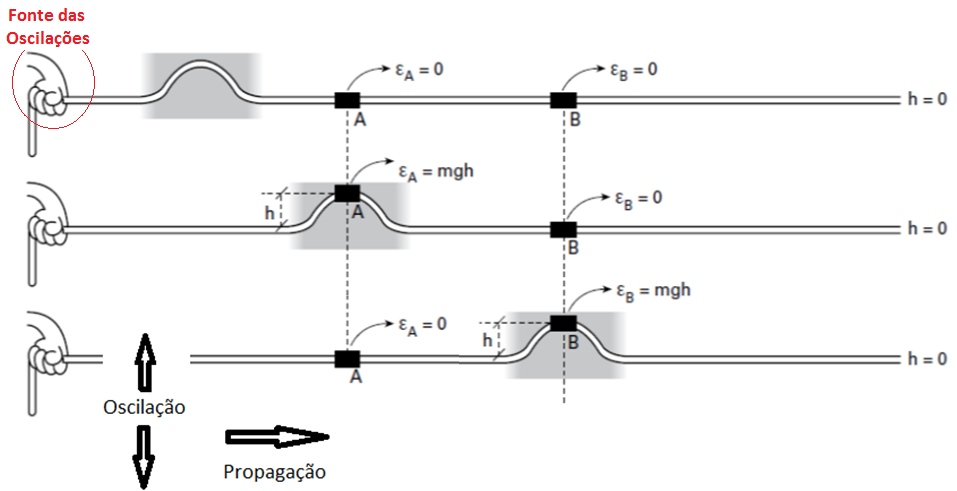 Fonte das
Oscilações
εA = 0
εB = 0
h = 0
A
B
εA = mgh
εB = 0
h
A
h = 0
B
εB = mgh
εA = 0
h
B
h = 0
A
Oscilação
Propagação